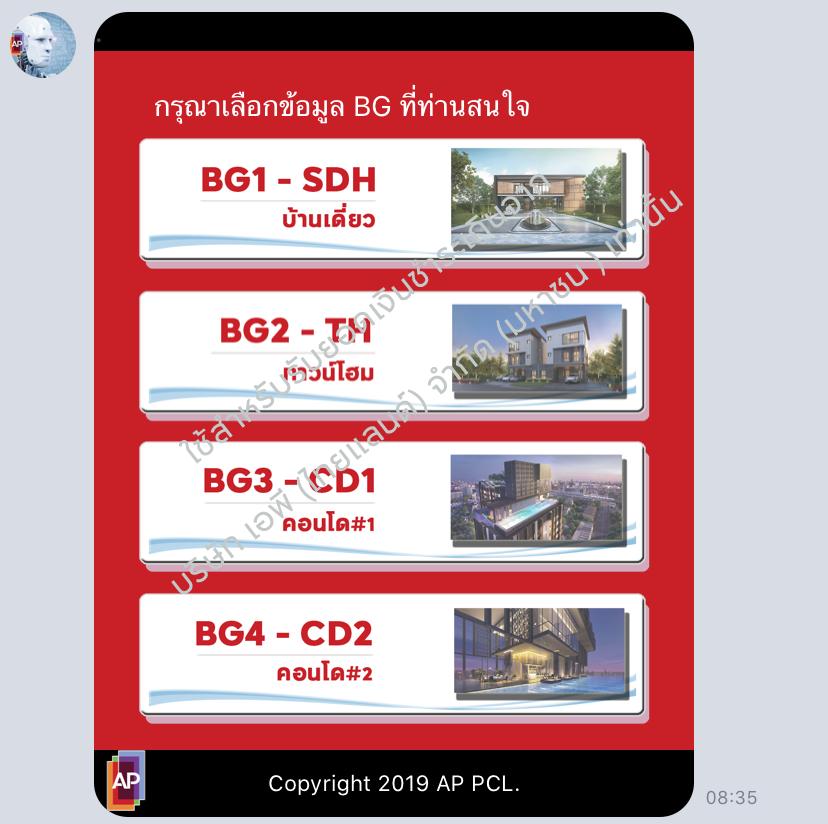 AP
กรุณาเลือกข้อมูล BG ที่ท่านสนใจ
BG1 - SDH
บ้านเดี่ยว
BG2 - TH
ทาวน์โฮม
BG3 - CD1
คอนโด#1
BG4 - CD2
คอนโด#2
ใช้สำหรับยืนยันยอดเงินชำระ
บริษัท เอพี (ไทยแลนด์) จำกัด (มหาชน ) เท่านั้น
AP
Copyright 2019 AP PCL.
08:35